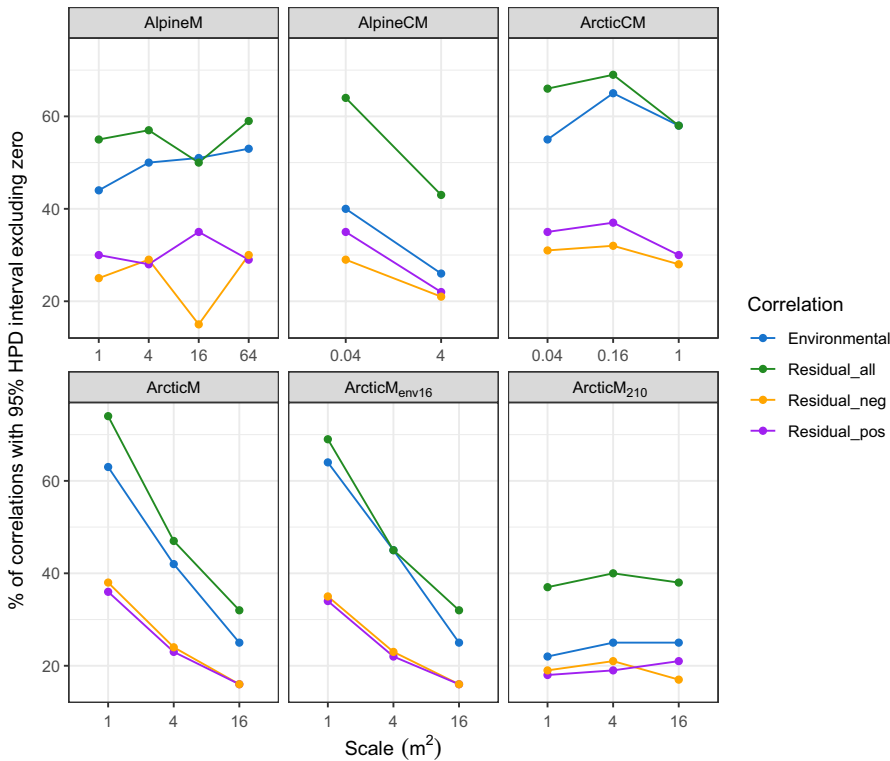 AlpineM
AlpineCM
ArcticCM
60
40
20
1 4 16 64
0.04 4
0.04 0.16 1
ArcticM
ArcticMenv16
ArcticM210
60
40
20
1 4 16
1 4 16
1 4 16
% of correlations with 95% HPD interval excluding zero
Scale (m²)
Correlation
Environmental
Residual_all
Residual_neg
Residual_pos